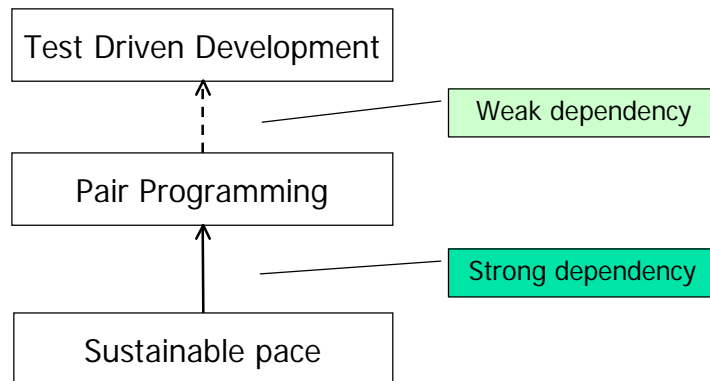 Test Driven Development
Weak dependency
Pair Programming
Strong dependency
Sustainable pace